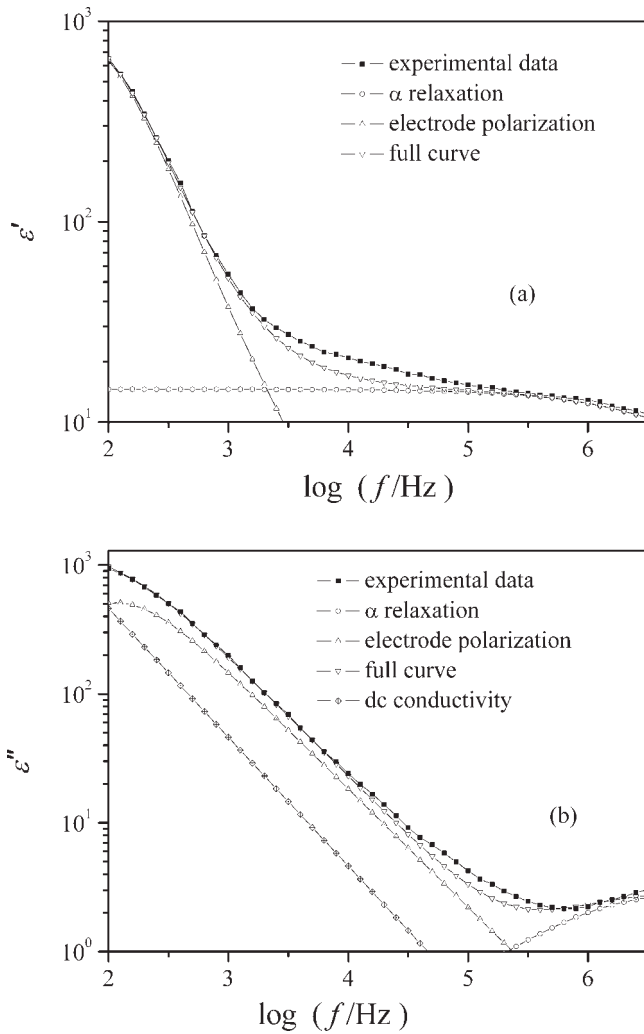 10³
experimental data
α relaxation
electrode polarization
full curve
10²
ε'
(a)
10¹
2 3 4 5 6
log (f/Hz)
10³
experimental data
α relaxation
electrode polarization
full curve
dc conductivity
10²
ε"
10¹
(b)
10⁰
2 3 4 5 6
log (f/Hz)